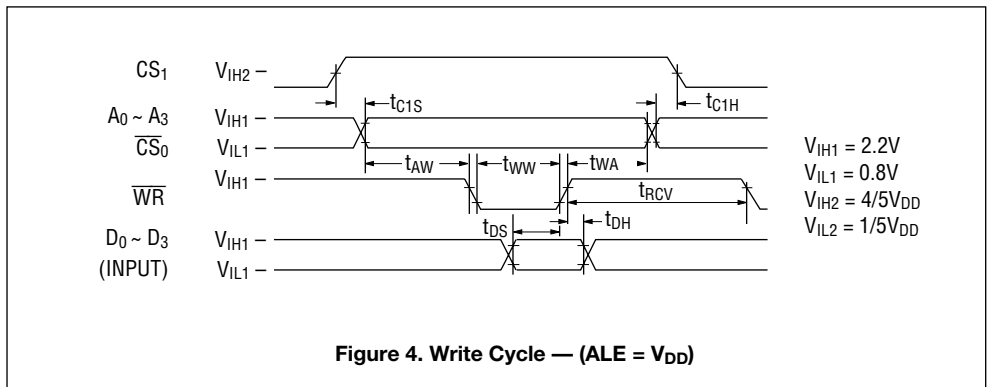 CS1 VIH2 –
tC1S tC1H
A0 ~ A3 VIH1 –
CS0 VIL1 –
tAW tWW tWA
WR VIH1 –
tRCV
tDS tDH
D0 ~ D3 VIH1 –
(INPUT) VIL1 –
VIH1 = 2.2V
VIL1 = 0.8V
VIH2 = 4/5VDD
VIL2 = 1/5VDD
Figure 4. Write Cycle — (ALE = VDD)